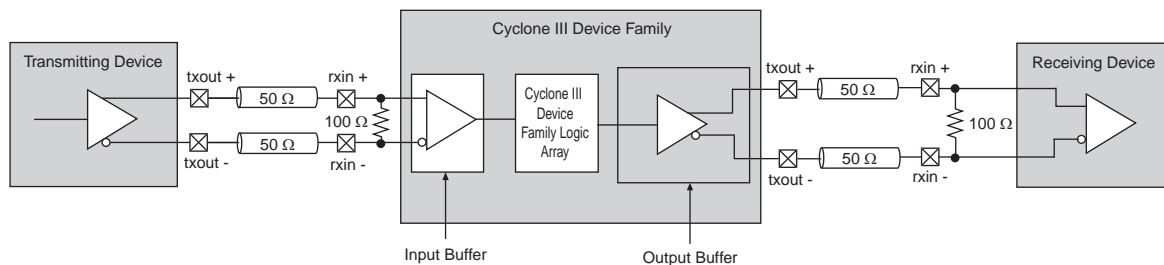 Cyclone III Device Family
Transmitting Device
txout +
50 Ω
rxin +
100 Ω
txout -
50 Ω
rxin -
Cyclone III
Device
Family Logic
Array
txout +
50 Ω
rxin +
100 Ω
txout -
50 Ω
rxin -
Receiving Device
Input Buffer
Output Buffer